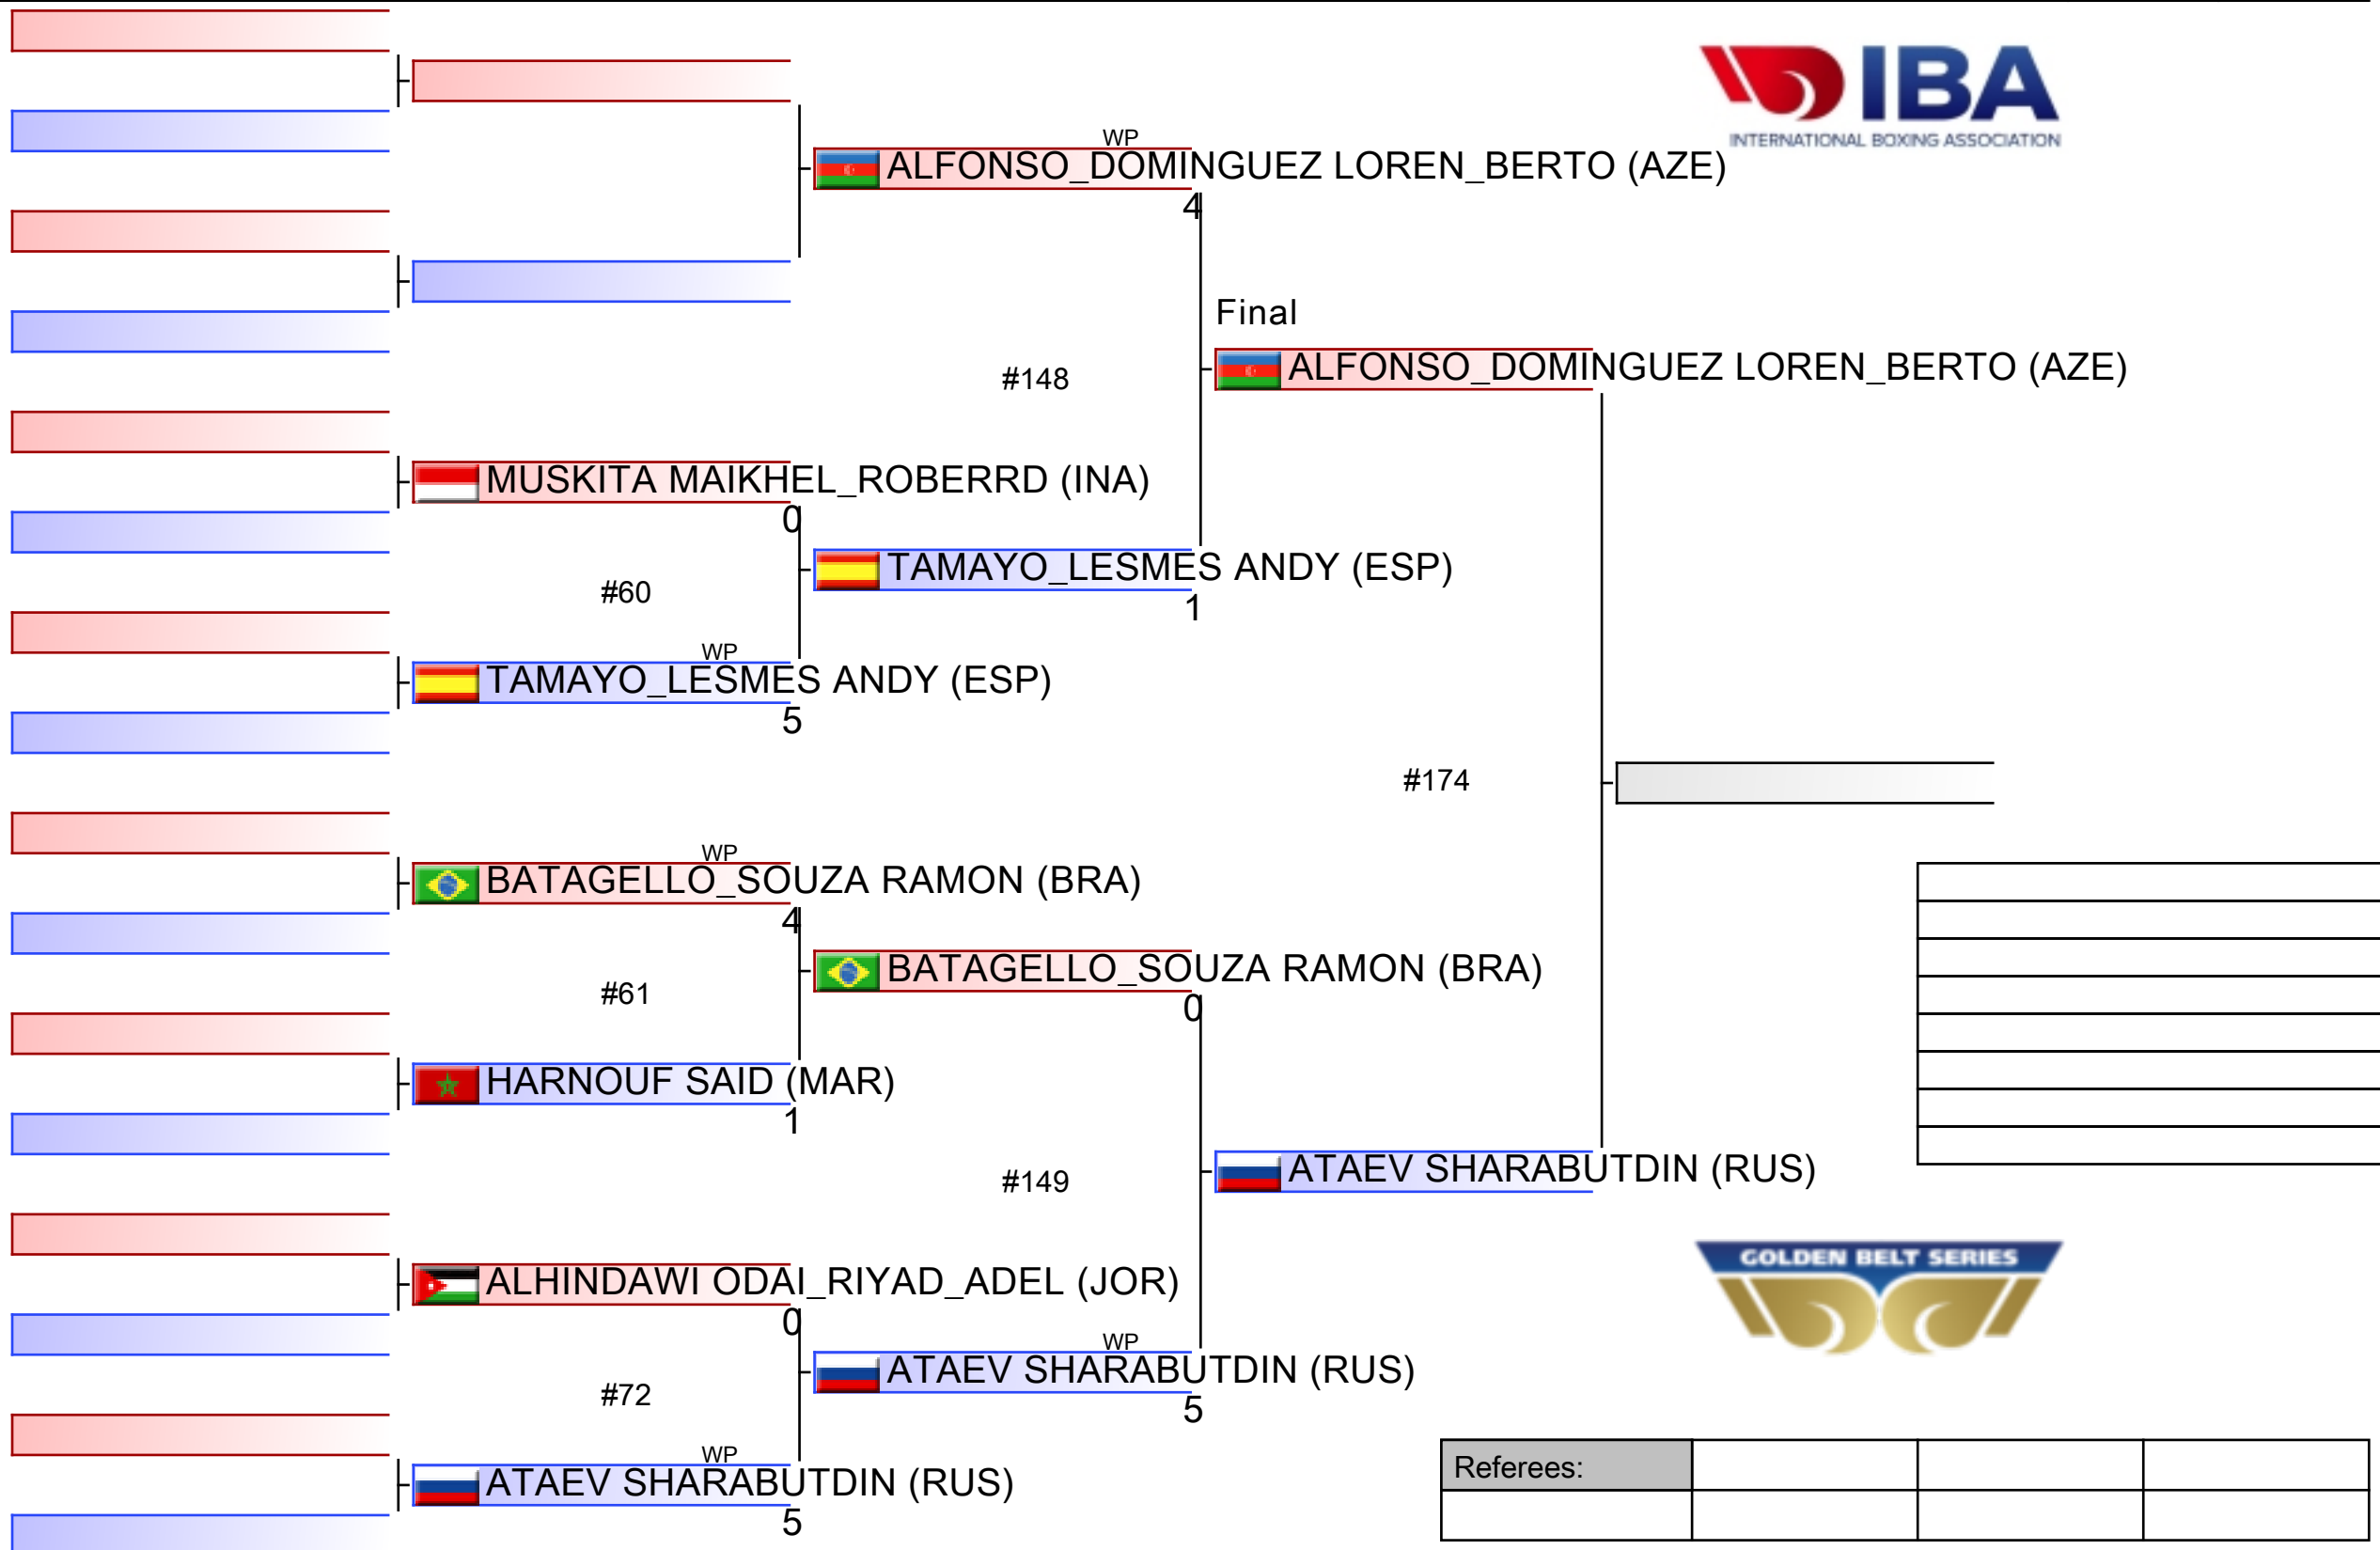 IBA
INTERNATIONAL BOXING ASSOCIATION
WP
ALFONSO_DOMINGUEZ LOREN_BERTO (AZE)
4
Final
ALFONSO_DOMINGUEZ LOREN_BERTO (AZE)
#148
MUSKITA MAIKHEL_ROBERRD (INA)
0
TAMAYO_LESMES ANDY (ESP)
#60
1
WP
TAMAYO_LESMES ANDY (ESP)
5
#174
WP
BATAGELLO_SOUZA RAMON (BRA)
4
BATAGELLO_SOUZA RAMON (BRA)
#61
0
HARNOUF SAID (MAR)
1
ATAEV SHARABUTDIN (RUS)
#149
GOLDEN BELT SERIES
ALHINDAWI ODAI_RIYAD_ADEL (JOR)
0
WP
ATAEV SHARABUTDIN (RUS)
#72
5
WP
Referees:
ATAEV SHARABUTDIN (RUS)
5